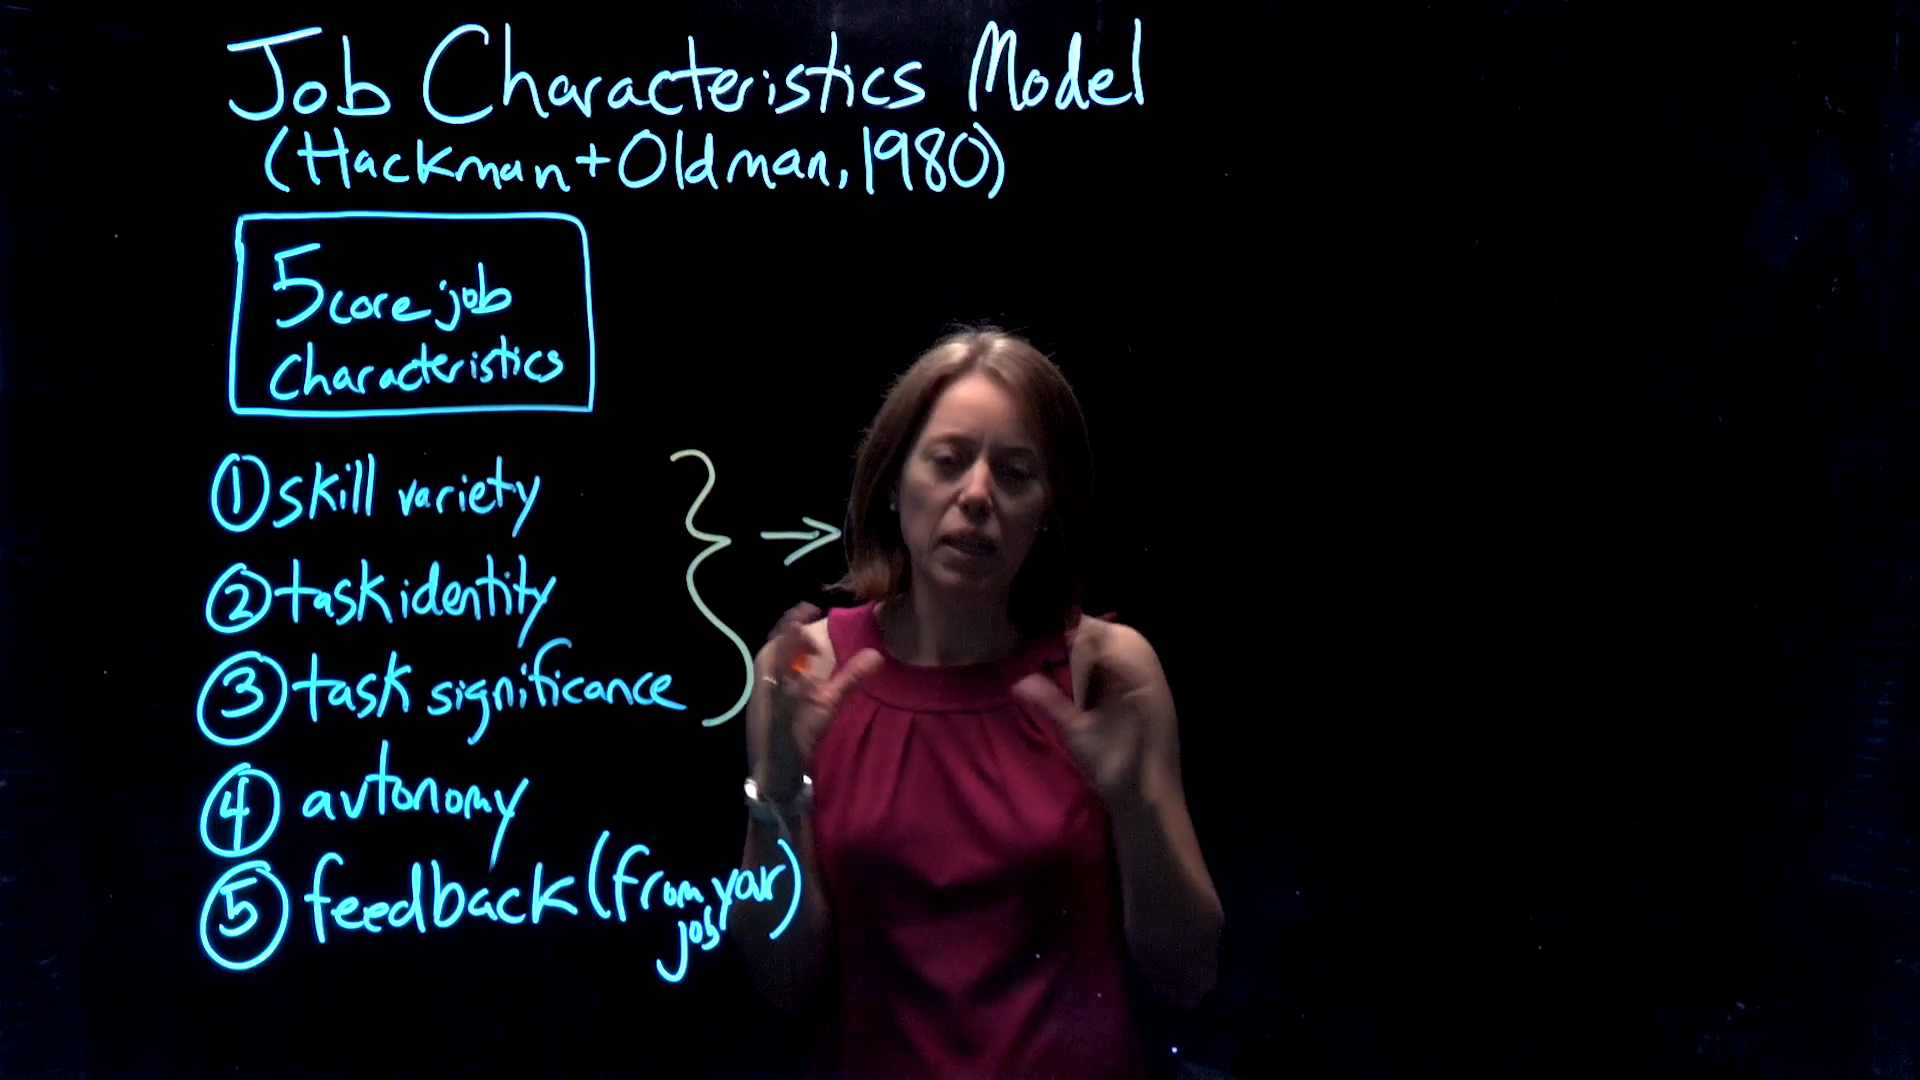 Job Characteristics Model
(Hackman + Oldman, 1980)
5 core job
characteristics
① skill variety
② task identity
③ task significance
④ autonomy
⑤ feedback (from your
job)